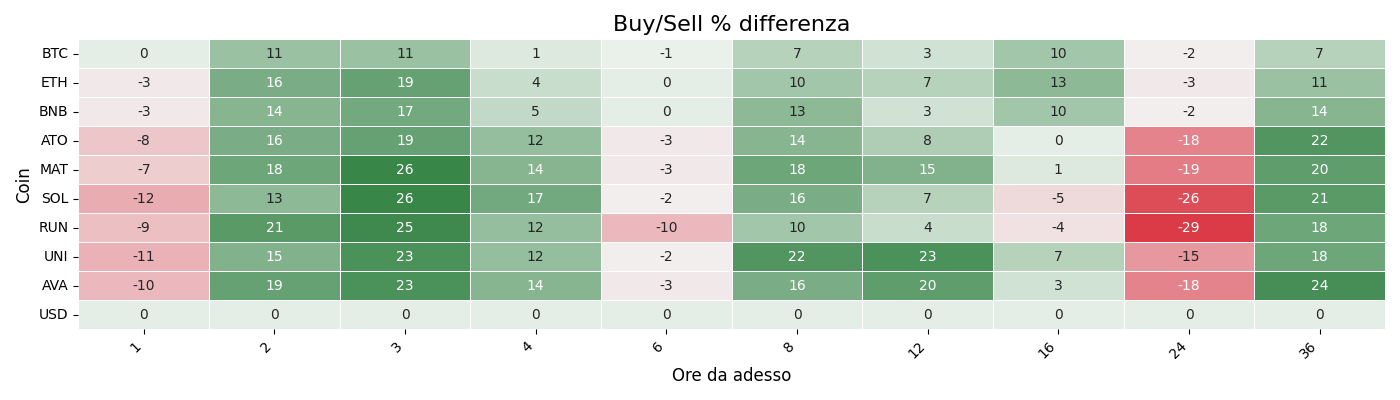 Buy/Sell % differenza
Coin
BTC 0 11 11 1 -1 7 3 10 -2 7
ETH -3 16 19 4 0 10 7 13 -3 11
BNB -3 14 17 5 0 13 3 10 -2 14
ATO -8 16 19 12 -3 14 8 0 -18 22
MAT -7 18 26 14 -3 18 15 1 -19 20
SOL -12 13 26 17 -2 16 7 -5 -26 21
RUN -9 21 25 12 -10 10 4 -4 -29 18
UNI -11 15 23 12 -2 22 23 7 -15 18
AVA -10 19 23 14 -3 16 20 3 -18 24
USD 0 0 0 0 0 0 0 0 0 0
1 2 3 4 6 8 12 16 24 36
Ore da adesso